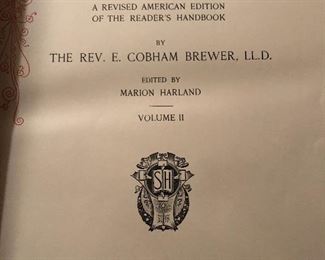 A REVISED AMERICAN EDITION
OF THE READER'S HANDBOOK
BY
THE REV. E. COBHAM BREWER, LL.D.
EDITED BY
MARION HARLAND
VOLUME II
SH